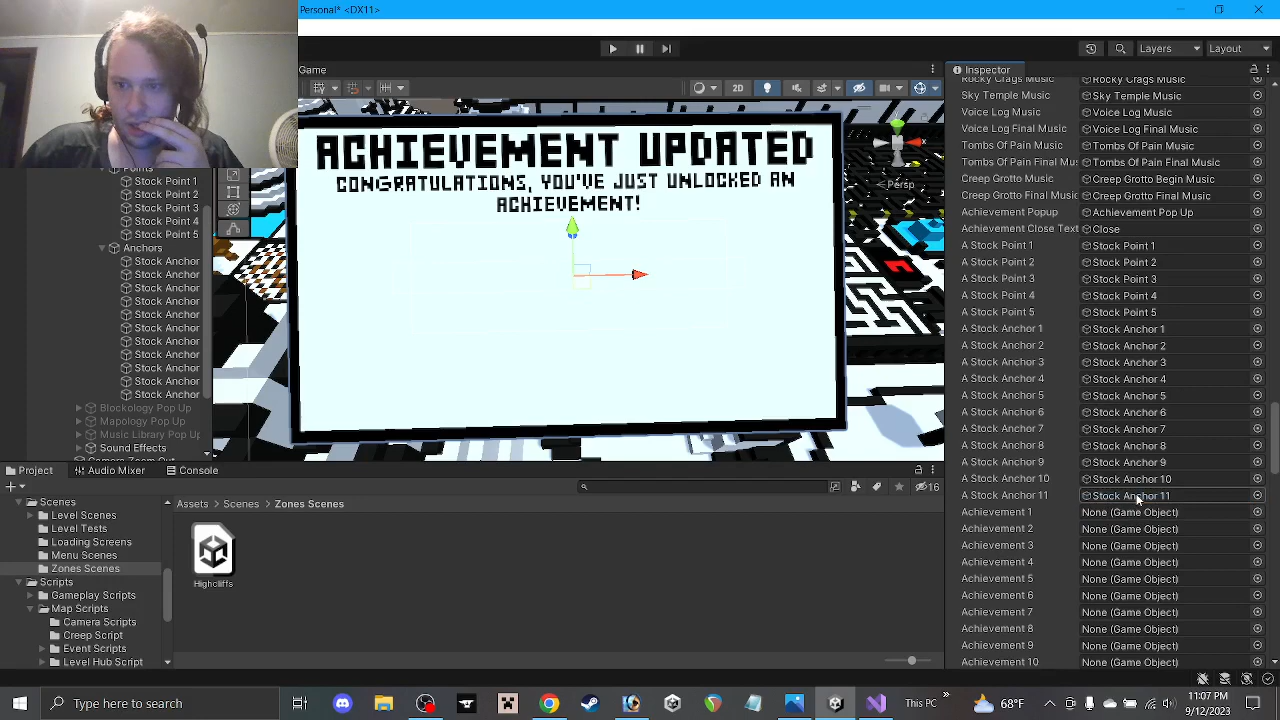 Personal* <DX11>
Layers
Layout
Game
Inspector
2D
ACHIEVEMENT UPDATED
CONGRATULATIONS, YOU'VE JUST UNLOCKED AN
ACHIEVEMENT!
x
Persp
Stock Point 1
Stock Point 2
Stock Point 3
Stock Point 4
Stock Point 5
Anchors
Stock Anchor
Stock Anchor
Stock Anchor
Stock Anchor
Stock Anchor
Stock Anchor
Stock Anchor
Stock Anchor
Stock Anchor
Stock Anchor
Stock Anchor
Blockology Pop Up
Mapology Pop Up
Music Library Pop Up
Sound Effects
Rocky Crags Music Rocky Crags Music
Sky Temple Music Sky Temple Music
Voice Log Music Voice Log Music
Voice Log Final Music Voice Log Final Music
Tombs Of Pain Music Tombs Of Pain Music
Tombs Of Pain Final Mus Tombs Of Pain Final Music
Creep Grotto Music Creep Grotto Begin Music
Creep Grotto Final Music Creep Grotto Final Music
Achievement Popup Achievement Pop Up
Achievement Close Text Close
A Stock Point 1 Stock Point 1
A Stock Point 2 Stock Point 2
A Stock Point 3 Stock Point 3
A Stock Point 4 Stock Point 4
A Stock Point 5 Stock Point 5
A Stock Anchor 1 Stock Anchor 1
A Stock Anchor 2 Stock Anchor 2
A Stock Anchor 3 Stock Anchor 3
A Stock Anchor 4 Stock Anchor 4
A Stock Anchor 5 Stock Anchor 5
A Stock Anchor 6 Stock Anchor 6
A Stock Anchor 7 Stock Anchor 7
A Stock Anchor 8 Stock Anchor 8
A Stock Anchor 9 Stock Anchor 9
A Stock Anchor 10 Stock Anchor 10
A Stock Anchor 11 Stock Anchor 11
Achievement 1 None (Game Object)
Achievement 2 None (Game Object)
Achievement 3 None (Game Object)
Achievement 4 None (Game Object)
Achievement 5 None (Game Object)
Achievement 6 None (Game Object)
Achievement 7 None (Game Object)
Achievement 8 None (Game Object)
Achievement 9 None (Game Object)
Achievement 10 None (Game Object)
Project
Audio Mixer
Console
16
Scenes
Level Scenes
Level Tests
Loading Screens
Menu Scenes
Zones Scenes
Scripts
Gameplay Scripts
Map Scripts
Camera Scripts
Creep Script
Event Scripts
Level Hub Script
Assets > Scenes > Zones Scenes
Highcliffs
Type here to search
This PC
68°F
11:07 PM
9/12/2023